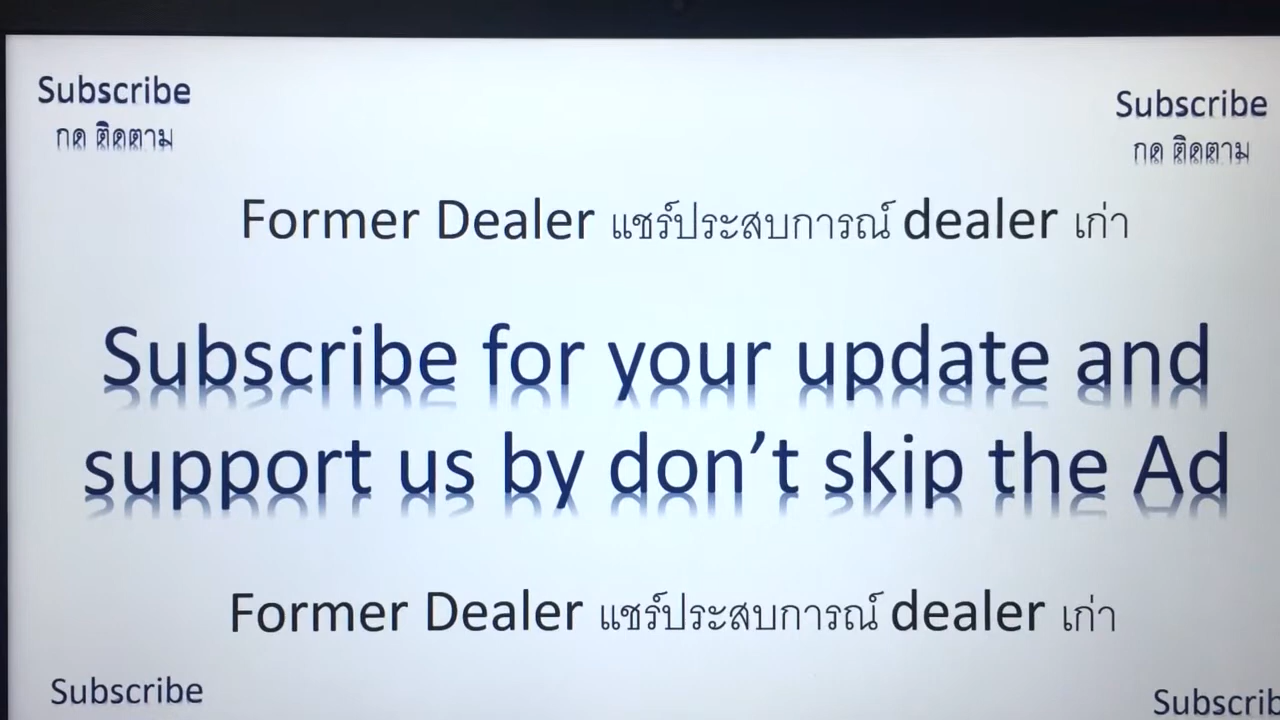 Subscribe
กด ติดตาม
Subscribe
กด ติดตาม
Former Dealer แชร์ประสบการณ์ dealer เก่า
Subscribe for your update and
support us by don’t skip the Ad
Former Dealer แชร์ประสบการณ์ dealer เก่า
Subscribe
Subscrib